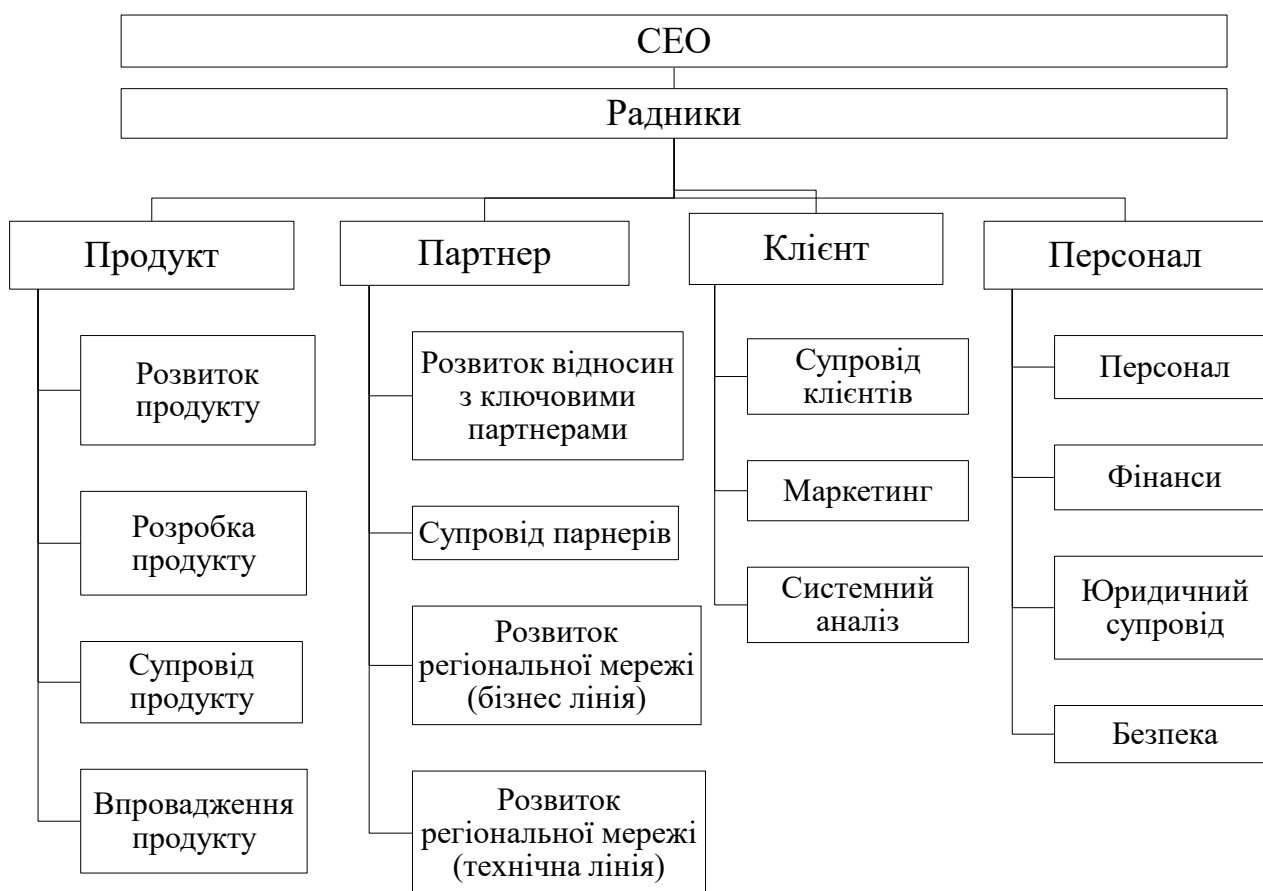 CEO
Радники
Продукт
Партнер
Клієнт
Персонал
Розвиток
продукту
Розробка
продукту
Супровід
продукту
Впровадження
продукту
Розвиток відносин
з ключовими
партнерами
Супровід парнерів
Розвиток
регіональної мережі
(бізнес лінія)
Розвиток
регіональної мережі
(технічна лінія)
Супровід
клієнтів
Маркетинг
Системний
аналіз
Персонал
Фінанси
Юридичний
супровід
Безпека